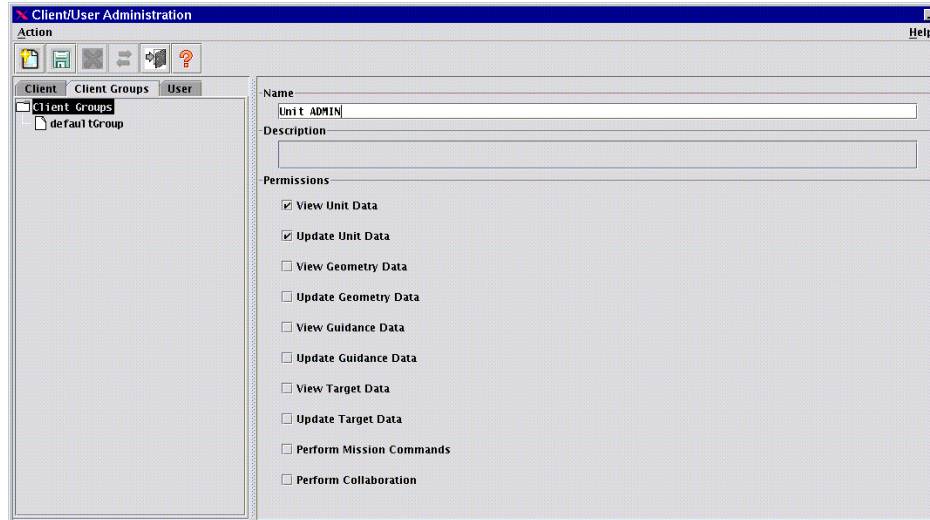 Client/User Administration
Action Help
Client Client Groups User
Client Groups
defaultGroup
Name
Unit ADMIN
Description
Permissions
View Unit Data
Update Unit Data
View Geometry Data
Update Geometry Data
View Guidance Data
Update Guidance Data
View Target Data
Update Target Data
Perform Mission Commands
Perform Collaboration